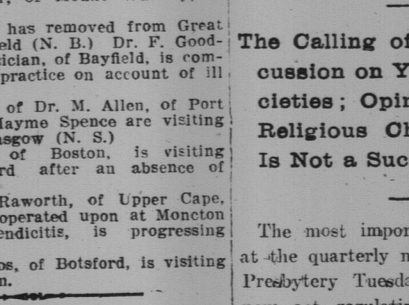 has removed from Great
eld (N. B.) Dr. F. Good-
ician, of Bayfield, is com-
practice on account of ill
of Dr. M. Allen, of Port
Mayme Spence are visiting
asgow (N. S.)
of Boston, is visiting
rd after an absence of
Raworth, of Upper Cape,
operated upon at Moncton
endicitis, is progressing
os, of Botsford, is visiting
n.
The Calling of
cussion on Y
cieties; Opin
Religious Ch
Is Not a Suc
The most impor
at the quarterly m
Presbytery Tuesda